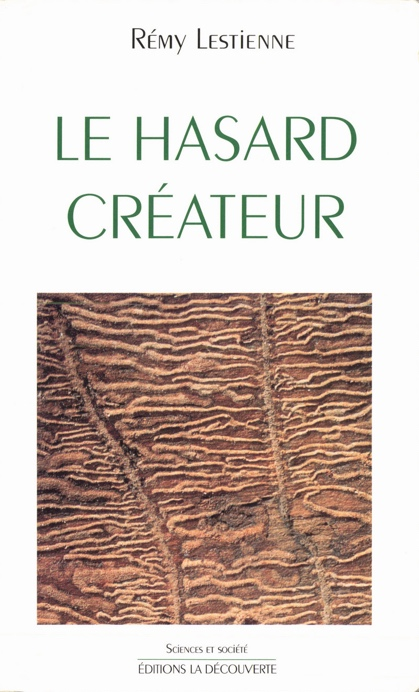 Rémy Lestienne
LE HASARD
CRÉATEUR
Sciences et société
ÉDITIONS LA DÉCOUVERTE